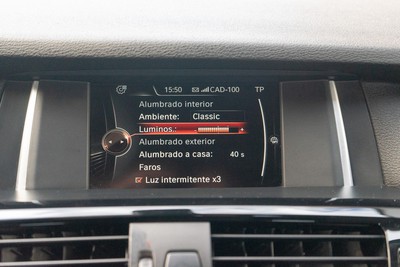 15:50 CAD-100 TP
Alumbrado interior
Ambiente: Classic
Luminos.:
Alumbrado exterior
Alumbrado a casa: 40 s
Faros
Luz intermitente x3